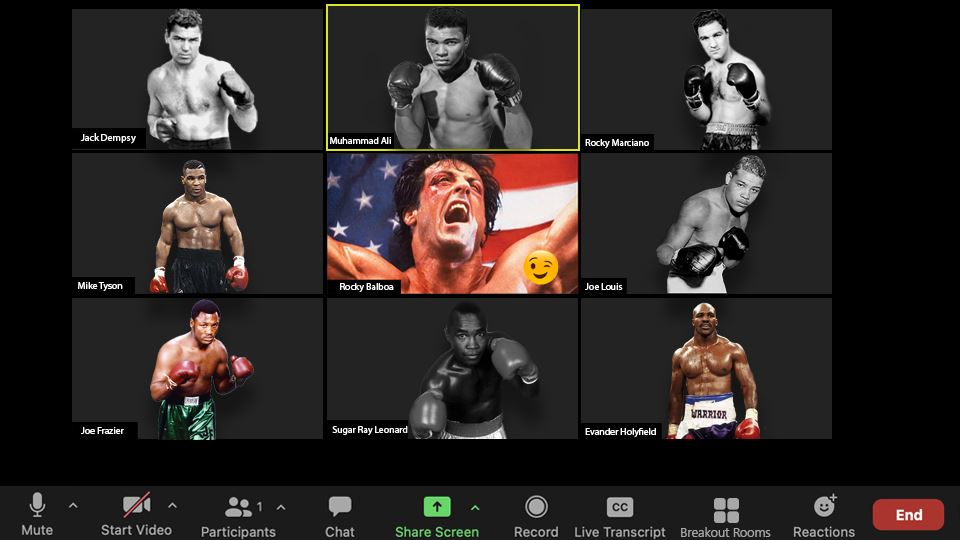 Jack Dempsy
Muhammad Ali
Rocky Marciano
Mike Tyson
Rocky Balboa
Joe Louis
WARRIOR
Joe Frazier
Sugar Ray Leonard
Evander Holyfield
1
CC
Mute
Start Video
Participants
Chat
Share Screen
Record
Live Transcript
Breakout Rooms
Reactions
End